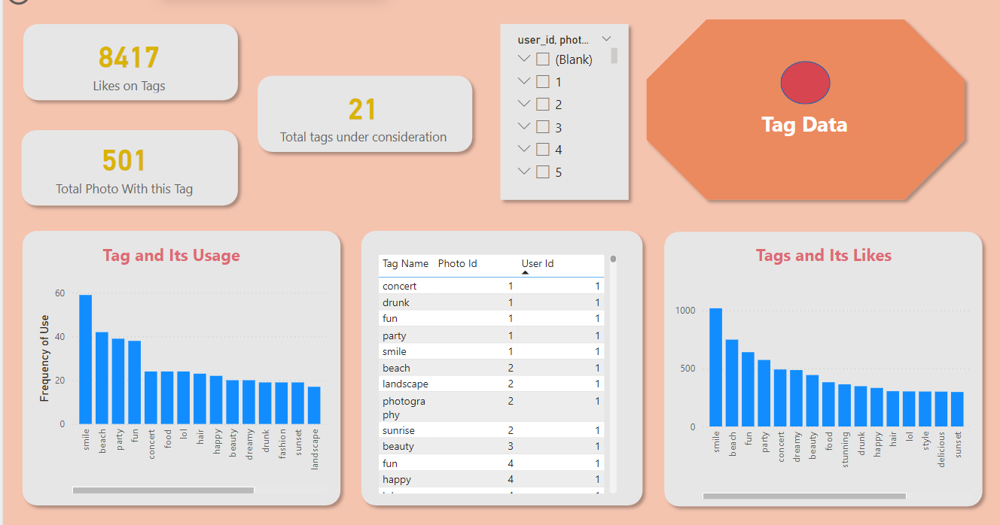 8417
Likes on Tags
501
Total Photo With this Tag
21
Total tags under consideration
user_id, phot...
(Blank)
1
2
3
4
5
Tag Data
Tag and Its Usage
Frequency of Use
60
40
20
0
smile
beach
party
fun
concert
food
lol
hair
happy
beauty
dreamy
drunk
fashion
sunset
landscape
Tag Name Photo Id User Id
concert 1 1
drunk 1 1
fun 1 1
party 1 1
smile 1 1
beach 2 1
landscape 2 1
photogra 2 1
phy
sunrise 2 1
beauty 3 1
fun 4 1
happy 4 1
Tags and Its Likes
1000
500
0
smile
beach
fun
party
concert
dreamy
beauty
food
stunning
drunk
happy
hair
lol
style
delicious
sunset